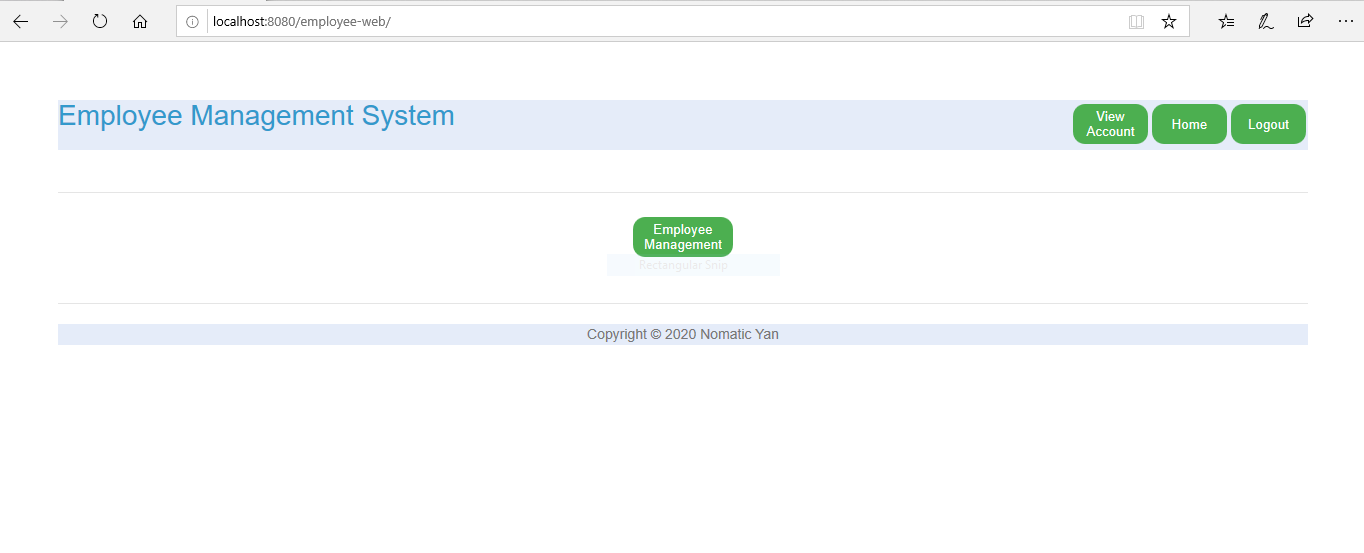 localhost:8080/employee-web/
Employee Management System
View
Account
Home
Logout
Employee
Management
Rectangular Snip
Copyright © 2020 Nomatic Yan